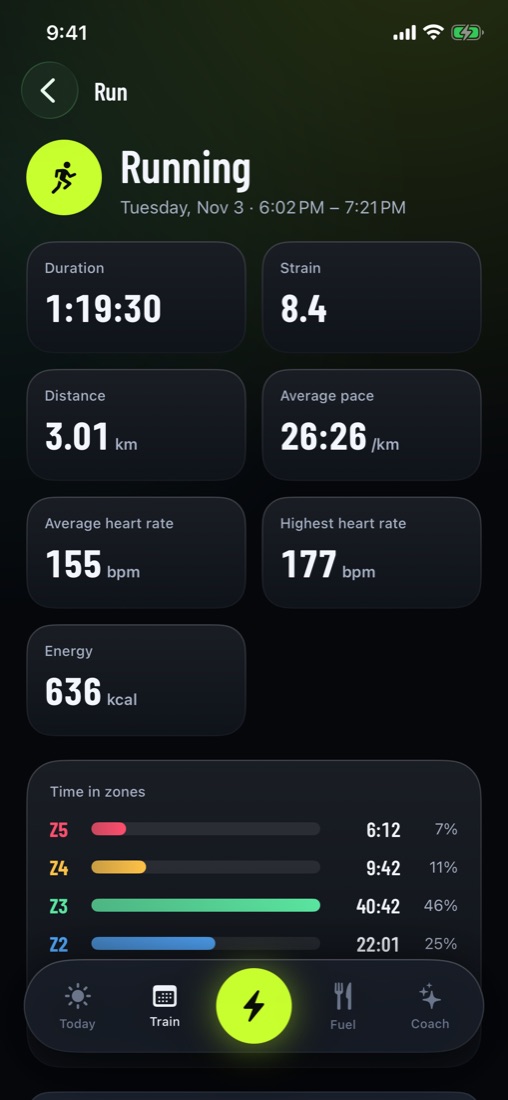 9:41
Run
Running
Tuesday, Nov 3 · 6:02 PM – 7:21 PM
Duration
1:19:30
Strain
8.4
Distance
3.01 km
Average pace
26:26 /km
Average heart rate
155 bpm
Highest heart rate
177 bpm
Energy
636 kcal
Time in zones
Z5 6:12 7%
Z4 9:42 11%
Z3 40:42 46%
Z2 22:01 25%
Today
Train
Fuel
Coach